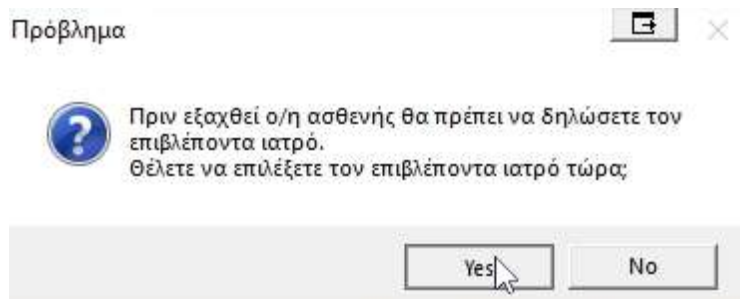 Πρόβλημα
Πριν εξαχθεί ο/η ασθενής θα πρέπει να δηλώσετε τον
επιβλέποντα ιατρό.
Θέλετε να επιλέξετε τον επιβλέποντα ιατρό τώρα;
Yes
No